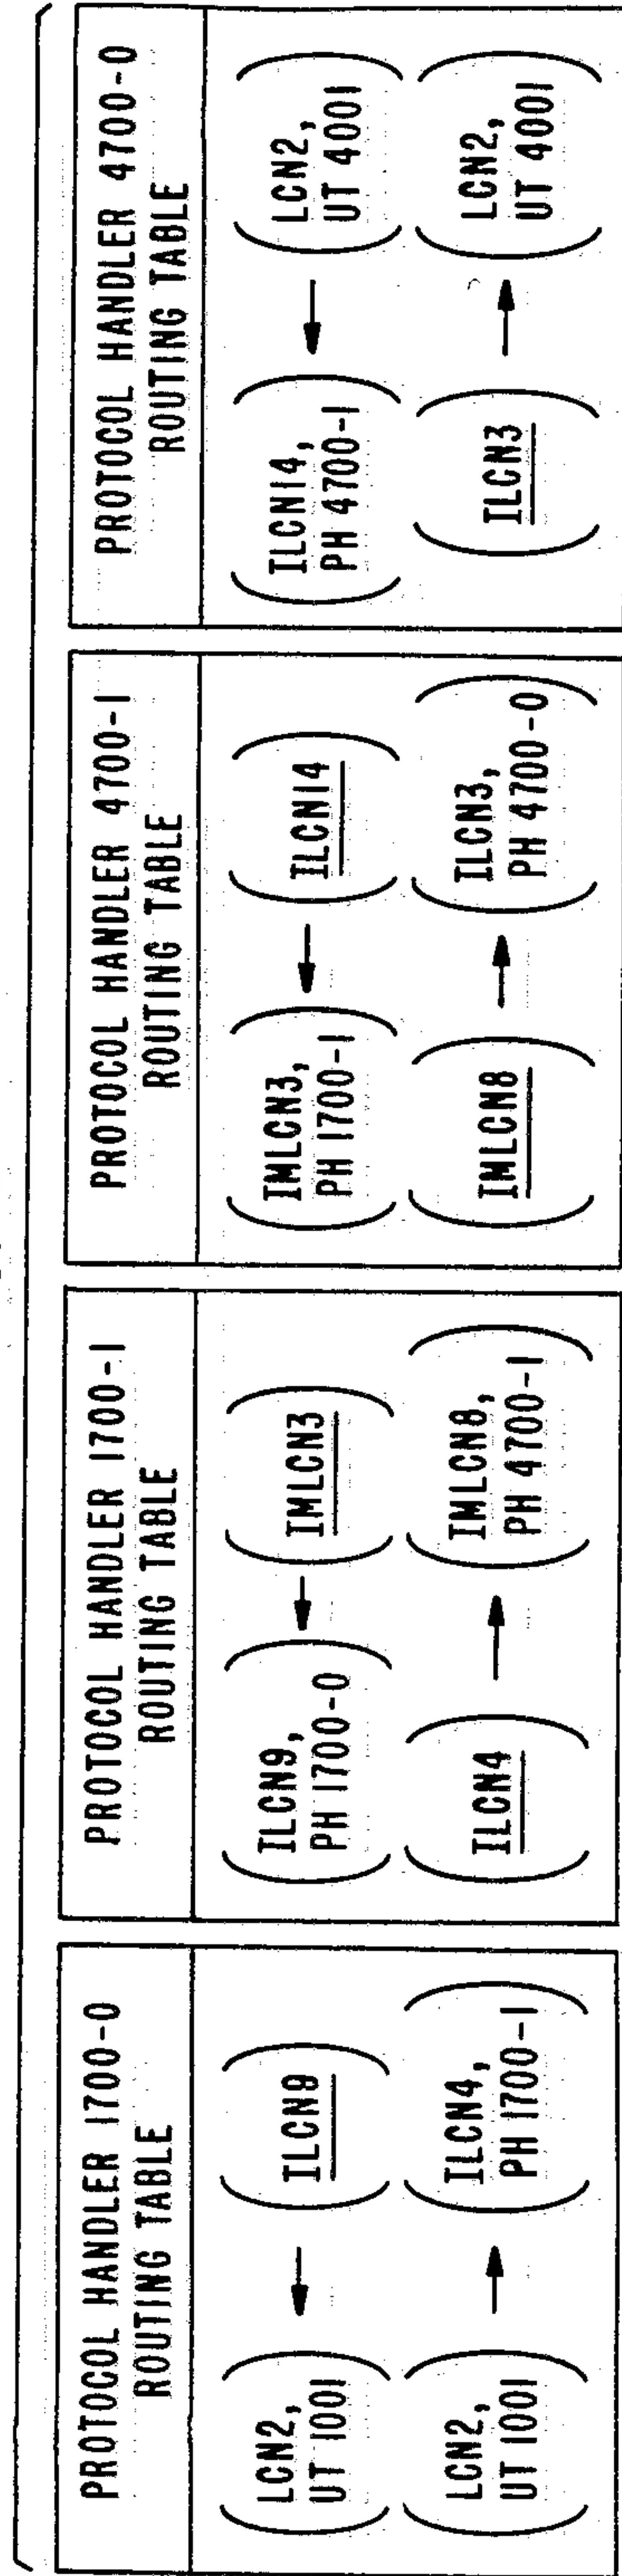 PROTOCOL HANDLER 1700-0
ROUTING TABLE
LCN2,
UT 1001
ILCN9
LCN2,
UT 1001
ILCN4,
PH 1700-1
PROTOCOL HANDLER 1700-1
ROUTING TABLE
ILCN9,
PH 1700-0
IMLCN3
ILCN4
IMLCN8,
PH 4700-1
PROTOCOL HANDLER 4700-1
ROUTING TABLE
IMLCN3,
PH 1700-1
ILCN14
IMLCN8
ILCN3,
PH 4700-0
PROTOCOL HANDLER 4700-0
ROUTING TABLE
ILCN14,
PH 4700-1
LCN2,
UT 4001
ILCN3
LCN2,
UT 4001